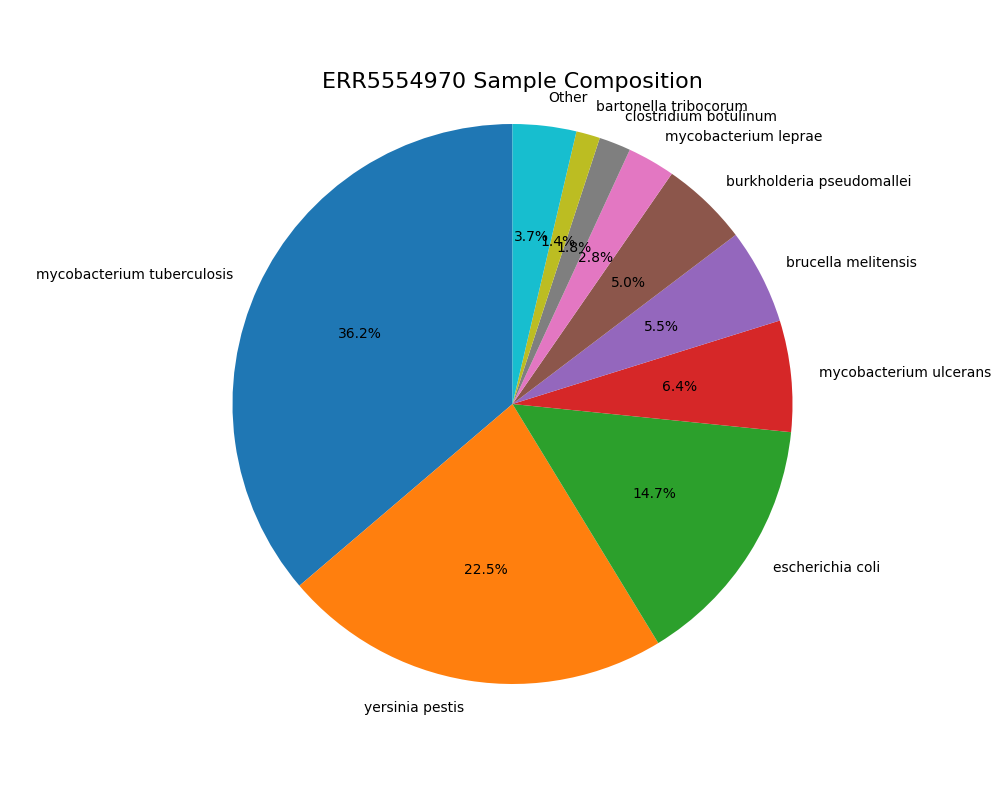 ERR5554970 Sample Composition
Other
bartonella tribocorum
clostridium botulinum
mycobacterium leprae
burkholderia pseudomallei
brucella melitensis
mycobacterium ulcerans
escherichia coli
yersinia pestis
mycobacterium tuberculosis
3.7%
1.4%
1.8%
2.8%
5.0%
5.5%
6.4%
14.7%
22.5%
36.2%